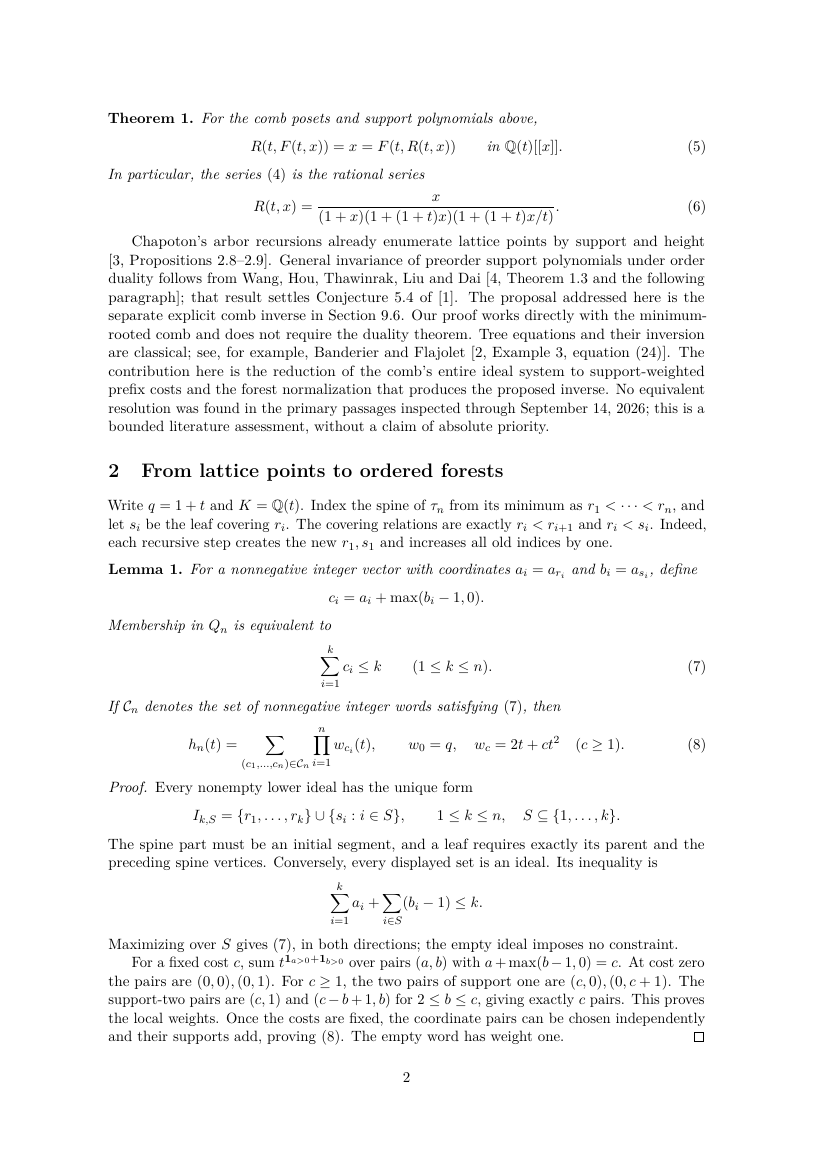 Theorem 1. For the comb posets and support polynomials above,
R(t, F(t, x)) = x = F(t, R(t, x))    in ℚ(t)[[x]].    (5)
In particular, the series (4) is the rational series
R(t, x) = x / ((1 + x)(1 + (1 + t)x)(1 + (1 + t)x/t)).    (6)
Chapoton's arbor recursions already enumerate lattice points by support and height
[3, Propositions 2.8–2.9]. General invariance of preorder support polynomials under order
duality follows from Wang, Hou, Thawinrak, Liu and Dai [4, Theorem 1.3 and the following
paragraph]; that result settles Conjecture 5.4 of [1]. The proposal addressed here is the
separate explicit comb inverse in Section 9.6. Our proof works directly with the minimum-
rooted comb and does not require the duality theorem. Tree equations and their inversion
are classical; see, for example, Banderier and Flajolet [2, Example 3, equation (24)]. The
contribution here is the reduction of the comb's entire ideal system to support-weighted
prefix costs and the forest normalization that produces the proposed inverse. No equivalent
resolution was found in the primary passages inspected through September 14, 2026; this is a
bounded literature assessment, without a claim of absolute priority.
2 From lattice points to ordered forests
Write q = 1 + t and K = ℚ(t). Index the spine of τ_n from its minimum as r_1 < ⋯ < r_n, and
let s_i be the leaf covering r_i. The covering relations are exactly r_i < r_{i+1} and r_i < s_i. Indeed,
each recursive step creates the new r_1, s_1 and increases all old indices by one.
Lemma 1. For a nonnegative integer vector with coordinates a_i = a_{r_i} and b_i = a_{s_i}, define
c_i = a_i + max(b_i − 1, 0).
Membership in Q_n is equivalent to
∑_{i=1}^{k} c_i ≤ k    (1 ≤ k ≤ n).    (7)
If 𝒞_n denotes the set of nonnegative integer words satisfying (7), then
h_n(t) = ∑_{(c_1,...,c_n)∈𝒞_n} ∏_{i=1}^{n} w_{c_i}(t),    w_0 = q,    w_c = 2t + ct^2    (c ≥ 1).    (8)
Proof. Every nonempty lower ideal has the unique form
I_{k,S} = {r_1, . . . , r_k} ∪ {s_i : i ∈ S},    1 ≤ k ≤ n,    S ⊆ {1, . . . , k}.
The spine part must be an initial segment, and a leaf requires exactly its parent and the
preceding spine vertices. Conversely, every displayed set is an ideal. Its inequality is
∑_{i=1}^{k} a_i + ∑_{i∈S} (b_i − 1) ≤ k.
Maximizing over S gives (7), in both directions; the empty ideal imposes no constraint.
For a fixed cost c, sum t^{𝟏_{a>0}+𝟏_{b>0}} over pairs (a, b) with a + max(b − 1, 0) = c. At cost zero
the pairs are (0, 0), (0, 1). For c ≥ 1, the two pairs of support one are (c, 0), (0, c + 1). The
support-two pairs are (c, 1) and (c − b + 1, b) for 2 ≤ b ≤ c, giving exactly c pairs. This proves
the local weights. Once the costs are fixed, the coordinate pairs can be chosen independently
and their supports add, proving (8). The empty word has weight one. □
2